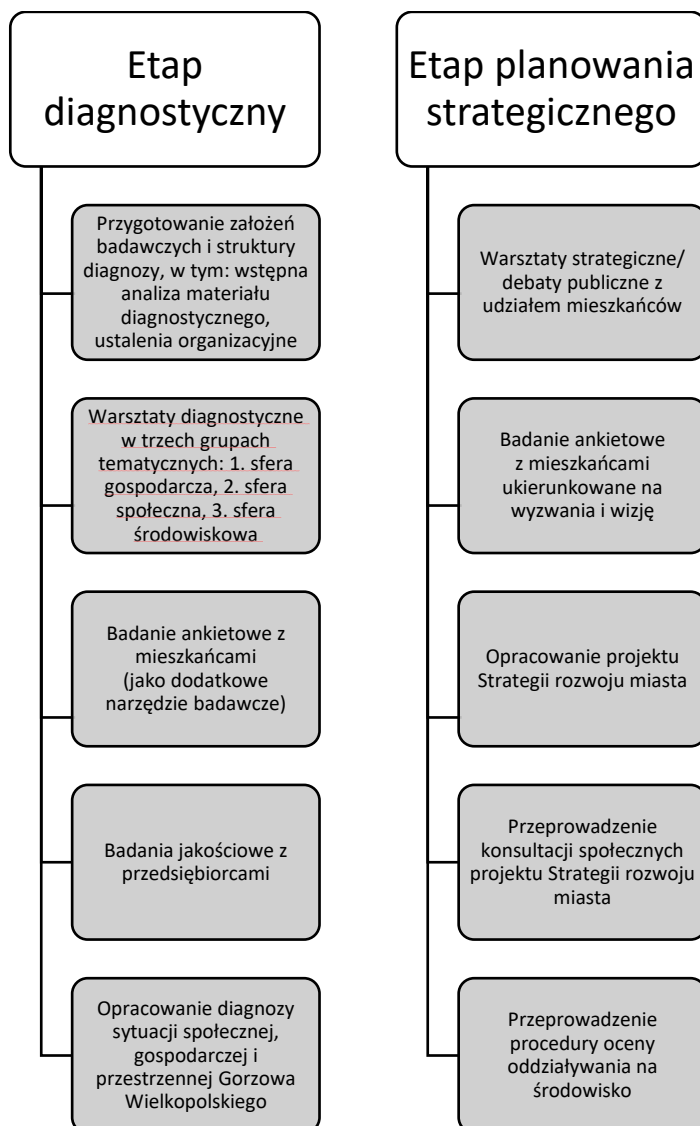 Etap
diagnostyczny
Przygotowanie założeń
badawczych i struktury
diagnozy, w tym: wstępna
analiza materiału
diagnostycznego,
ustalenia organizacyjne
Warsztaty diagnostyczne
w trzech grupach
tematycznych: 1. sfera
gospodarcza, 2. sfera
społeczna, 3. sfera
środowiskowa
Badanie ankietowe z
mieszkańcami
(jako dodatkowe
narzędzie badawcze)
Badania jakościowe z
przedsiębiorcami
Opracowanie diagnozy
sytuacji społecznej,
gospodarczej i
przestrzennej Gorzowa
Wielkopolskiego
Etap planowania
strategicznego
Warsztaty strategiczne/
debaty publiczne z
udziałem mieszkańców
Badanie ankietowe
z mieszkańcami
ukierunkowane na
wyzwania i wizję
Opracowanie projektu
Strategii rozwoju miasta
Przeprowadzenie
konsultacji społecznych
projektu Strategii rozwoju
miasta
Przeprowadzenie
procedury oceny
oddziaływania na
środowisko